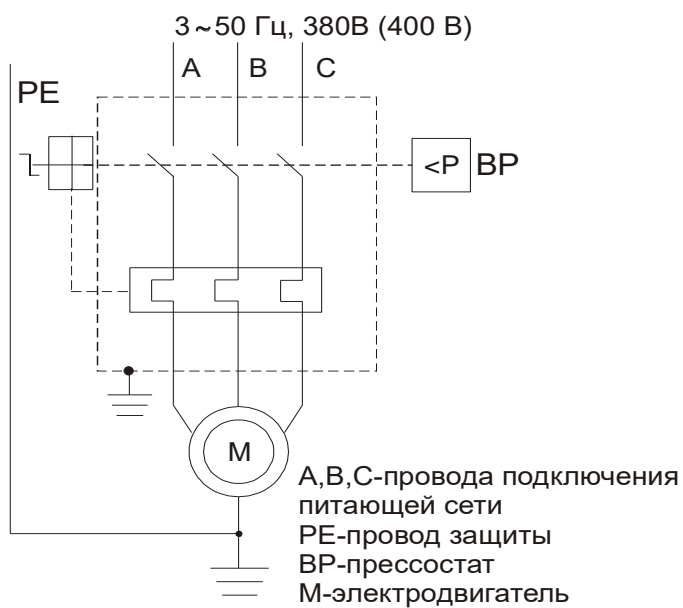 3~50 Гц, 380В (400 В)
A B C
PE
<P BP
M
A,B,C-провода подключения
питающей сети
PE-провод защиты
BP-прессостат
M-электродвигатель